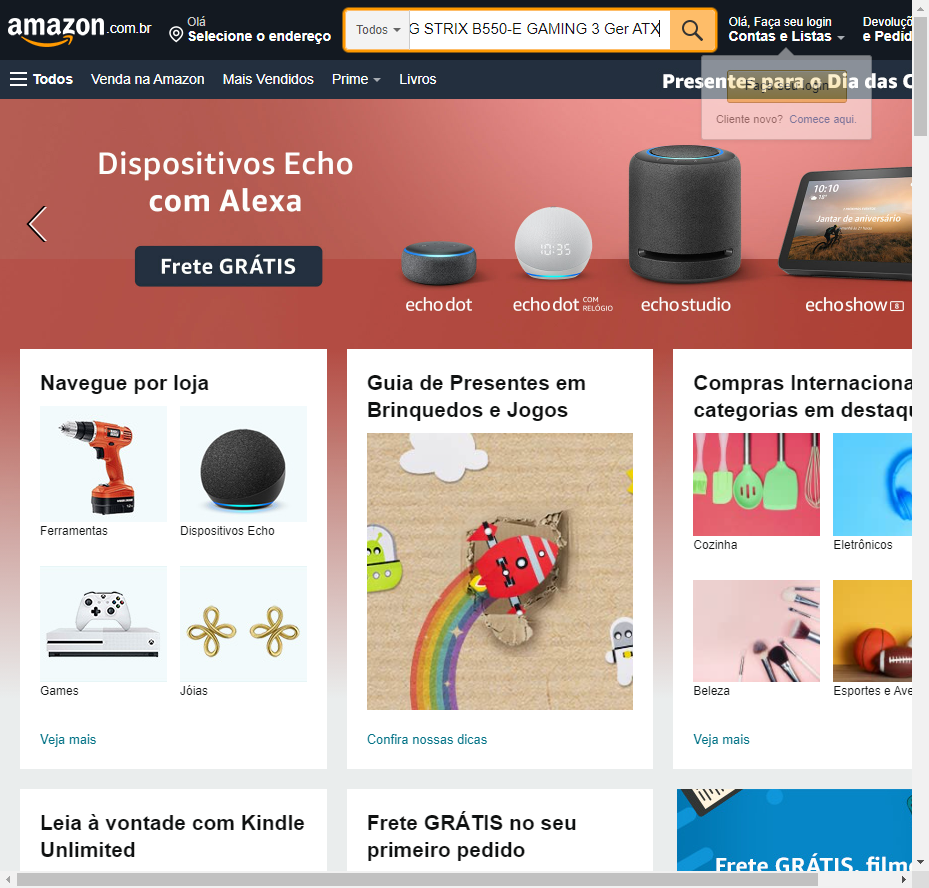 amazon.com.br
Olá
Selecione o endereço
Todos
G STRIX B550-E GAMING 3 Ger ATX
Olá, Faça seu login
Contas e Listas
Devoluçõ
e Pedid
Todos
Venda na Amazon
Mais Vendidos
Prime
Livros
Presentes para o Dia das C
Faça seu login
Cliente novo? Comece aqui.
Dispositivos Echo
com Alexa
Frete GRÁTIS
10:35
10:10
18°
Jantar de aniversário
echo dot
echo dot COM RELÓGIO
echo studio
echo show 8
Navegue por loja
Ferramentas
Dispositivos Echo
Games
Jóias
Veja mais
Guia de Presentes em
Brinquedos e Jogos
Confira nossas dicas
Compras Internaciona
categorias em destaqu
Cozinha
Eletrônicos
Beleza
Esportes e Ave
Veja mais
Leia à vontade com Kindle
Unlimited
Frete GRÁTIS no seu
primeiro pedido
Frete GRÁTIS, film